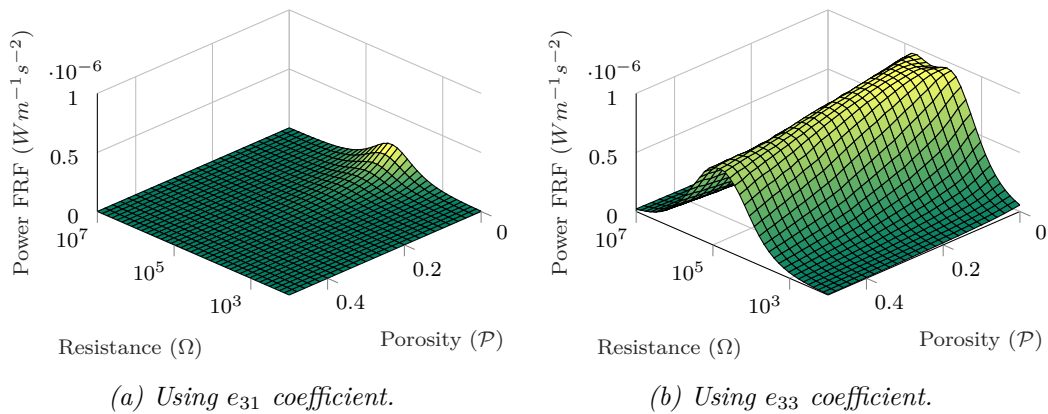 ·10⁻⁶
1
0.5
0
10⁷
10⁵
10³
0
0.2
0.4
Power FRF (Wm⁻¹s⁻²)
Resistance (Ω)
Porosity (𝒫)
(a) Using e₃₁ coefficient.
·10⁻⁶
1
0.5
0
10⁷
10⁵
10³
0
0.2
0.4
Power FRF (Wm⁻¹s⁻²)
Resistance (Ω)
Porosity (𝒫)
(b) Using e₃₃ coefficient.